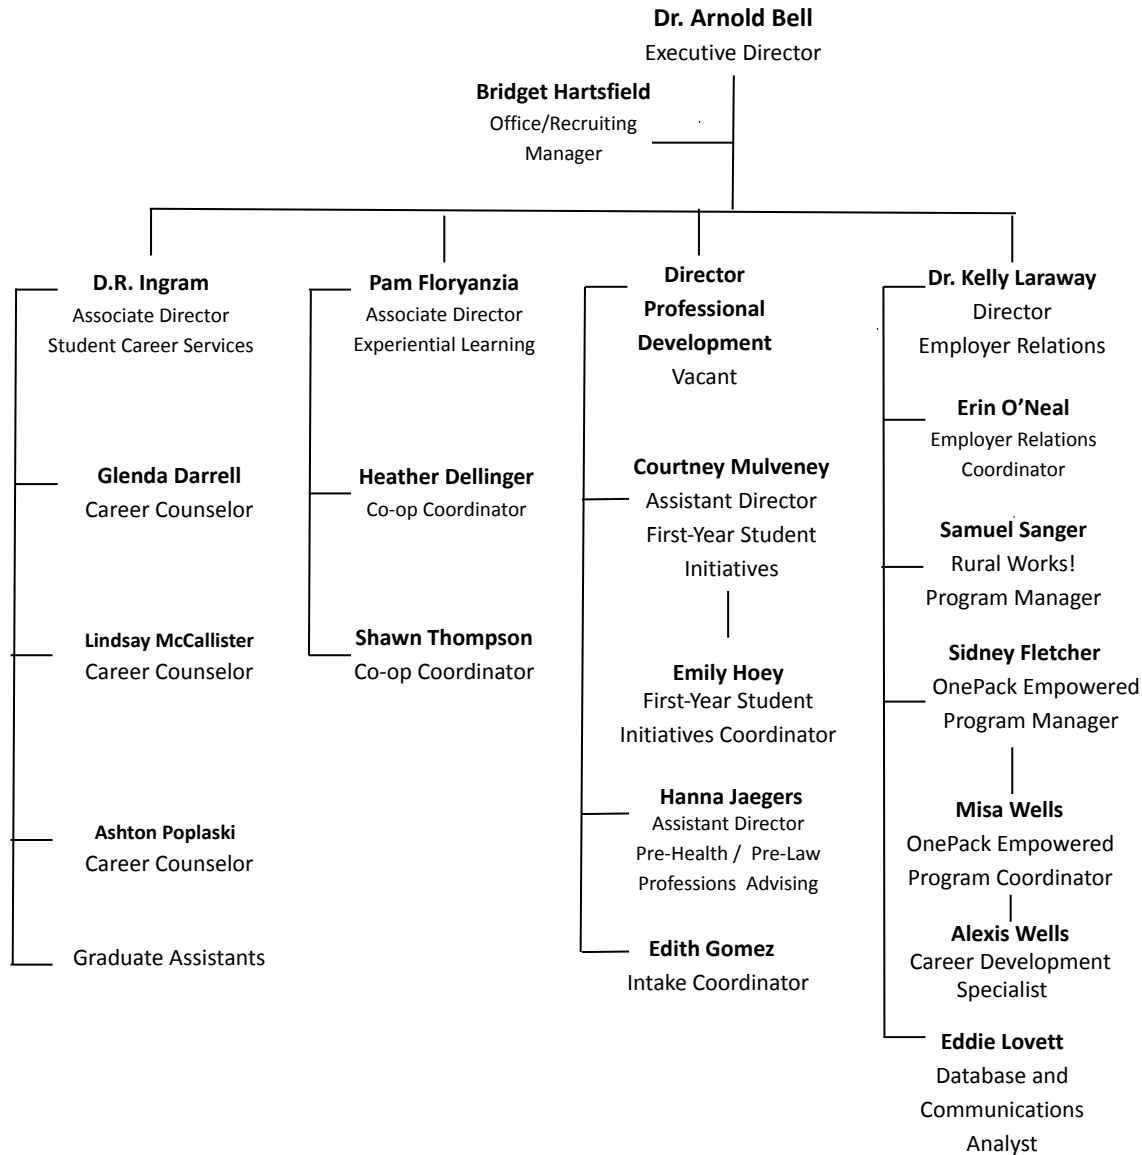 Dr. Arnold Bell
Executive Director
Bridget Hartsfield
Office/Recruiting
Manager
D.R. Ingram
Associate Director
Student Career Services
Glenda Darrell
Career Counselor
Lindsay McCallister
Career Counselor
Ashton Poplaski
Career Counselor
Graduate Assistants
Pam Floryanzia
Associate Director
Experiential Learning
Heather Dellinger
Co-op Coordinator
Shawn Thompson
Co-op Coordinator
Director
Professional
Development
Vacant
Courtney Mulveney
Assistant Director
First-Year Student
Initiatives
Emily Hoey
First-Year Student
Initiatives Coordinator
Hanna Jaegers
Assistant Director
Pre-Health / Pre-Law
Professions Advising
Edith Gomez
Intake Coordinator
Dr. Kelly Laraway
Director
Employer Relations
Erin O’Neal
Employer Relations
Coordinator
Samuel Sanger
Rural Works!
Program Manager
Sidney Fletcher
OnePack Empowered
Program Manager
Misa Wells
OnePack Empowered
Program Coordinator
Alexis Wells
Career Development
Specialist
Eddie Lovett
Database and
Communications
Analyst